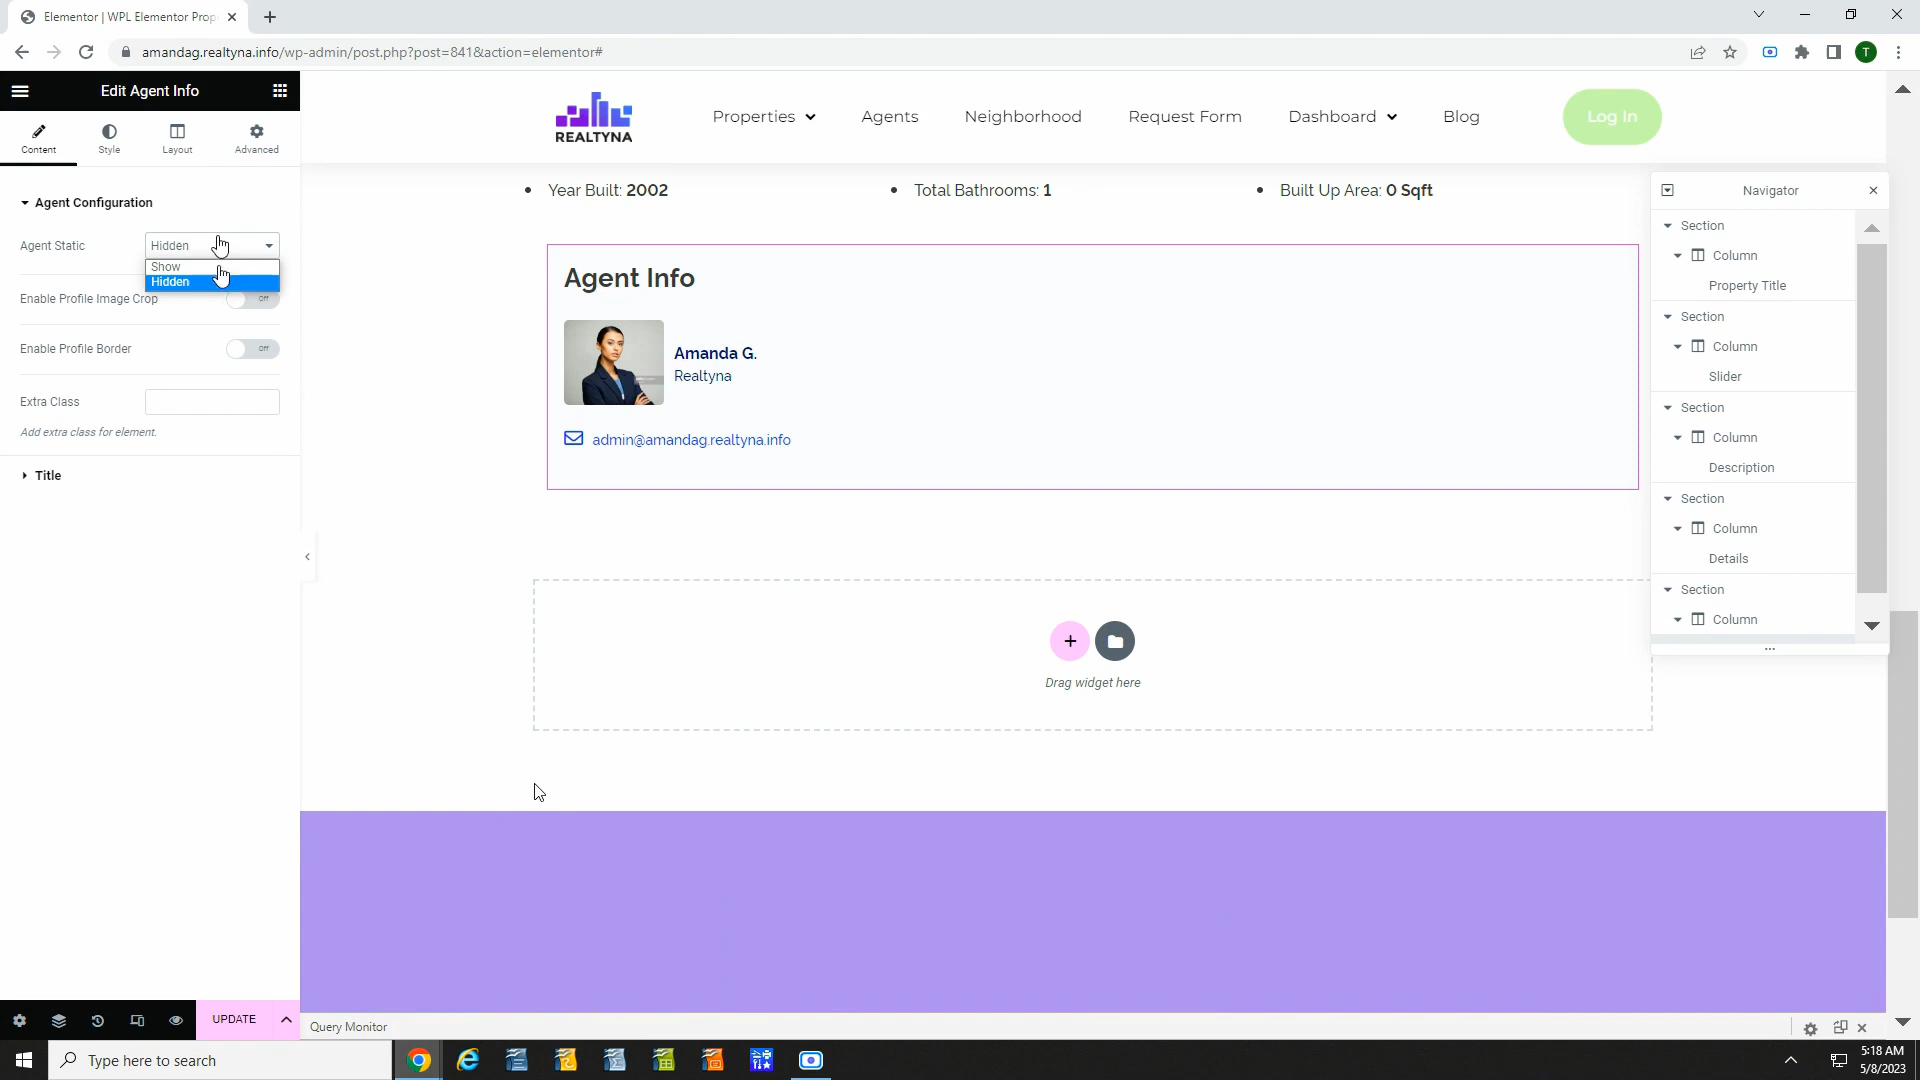 Elementor | WPL Elementor Prop
amandag.realtyna.info/wp-admin/post.php?post=841&action=elementor#
T
Edit Agent Info
Content
Style
Layout
Advanced
Agent Configuration
Agent Static
Hidden
Show
Hidden
Enable Profile Image Crop
Off
Enable Profile Border
Off
Extra Class
Add extra class for element.
Title
UPDATE
REALTYNA
Properties
Agents
Neighborhood
Request Form
Dashboard
Blog
Log In
Year Built: 2002
Total Bathrooms: 1
Built Up Area: 0 Sqft
Agent Info
Amanda G.
Realtyna
admin@amandag.realtyna.info
Drag widget here
Navigator
Section
Column
Property Title
Section
Column
Slider
Section
Column
Description
Section
Column
Details
Section
Column
Query Monitor
Type here to search
5:18 AM
5/8/2023